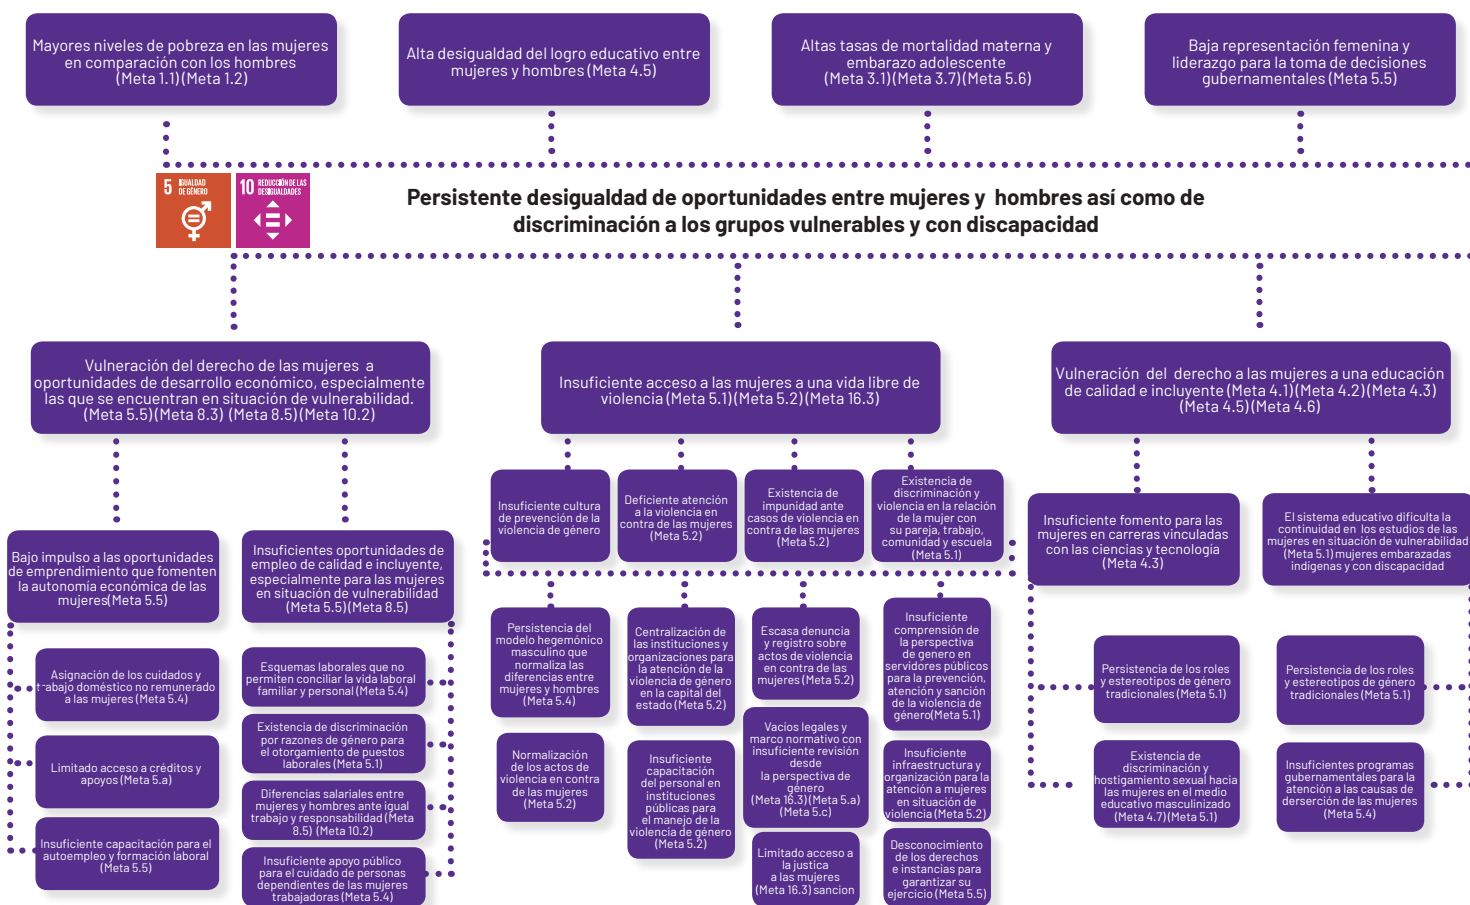 Mayores niveles de pobreza en las mujeres
en comparación con los hombres
(Meta 1.1)(Meta 1.2)
Alta desigualdad del logro educativo entre
mujeres y hombres (Meta 4.5)
Altas tasas de mortalidad materna y
embarazo adolescente
(Meta 3.1)(Meta 3.7)(Meta 5.6)
Baja representación femenina y
liderazgo para la toma de decisiones
gubernamentales (Meta 5.5)
5 IGUALDAD
DE GÉNERO
10 REDUCCIÓN DE LAS
DESIGUALDADES
Persistente desigualdad de oportunidades entre mujeres y hombres así como de
discriminación a los grupos vulnerables y con discapacidad
Vulneración del derecho de las mujeres a
oportunidades de desarrollo económico, especialmente
las que se encuentran en situación de vulnerabilidad.
(Meta 5.5)(Meta 8.3) (Meta 8.5)(Meta 10.2)
Insuficiente acceso a las mujeres a una vida libre de
violencia (Meta 5.1)(Meta 5.2)(Meta 16.3)
Vulneración del derecho a las mujeres a una educación
de calidad e incluyente (Meta 4.1)(Meta 4.2)(Meta 4.3)
(Meta 4.5)(Meta 4.6)
Bajo impulso a las oportunidades
de emprendimiento que fomenten
la autonomía económica de las
mujeres(Meta 5.5)
Insuficientes oportunidades de
empleo de calidad e incluyente,
especialmente para las mujeres
en situación de vulnerabilidad
(Meta 5.5)(Meta 8.5)
Insuficiente cultura
de prevención de la
violencia de género
Deficiente atención
a la violencia en
contra de las mujeres
(Meta 5.2)
Existencia de
impunidad ante
casos de violencia en
contra de las mujeres
(Meta 5.2)
Existencia de
discriminación y
violencia en la relación
de la mujer con
su pareja, trabajo,
comunidad y escuela
(Meta 5.1)
Insuficiente fomento para las
mujeres en carreras vinculadas
con las ciencias y tecnología
(Meta 4.3)
El sistema educativo dificulta la
continuidad en los estudios de las
mujeres en situación de vulnerabilidad
(Meta 5.1) mujeres embarazadas
indígenas y con discapacidad
Asignación de los cuidados y
trabajo doméstico no remunerado
a las mujeres (Meta 5.4)
Limitado acceso a créditos y
apoyos (Meta 5.a)
Insuficiente capacitación para el
autoempleo y formación laboral
(Meta 5.5)
Esquemas laborales que no
permiten conciliar la vida laboral
familiar y personal (Meta 5.4)
Existencia de discriminación
por razones de género para
el otorgamiento de puestos
laborales (Meta 5.1)
Diferencias salariales entre
mujeres y hombres ante igual
trabajo y responsabilidad (Meta
8.5) (Meta 10.2)
Insuficiente apoyo público
para el cuidado de personas
dependientes de las mujeres
trabajadoras (Meta 5.4)
Persistencia del
modelo hegemónico
masculino que
normaliza las
diferencias entre
mujeres y hombres
(Meta 5.4)
Normalización
de los actos de
violencia en contra
de las mujeres
(Meta 5.2)
Centralización de
las instituciones y
organizaciones para
la atención de la
violencia de género
en la capital del
estado (Meta 5,2)
Insuficiente
capacitación
del personal en
instituciones
públicas para
el manejo de la
violencia de género
(Meta 5.2)
Escasa denuncia
y registro sobre
actos de violencia
en contra de las
mujeres (Meta 5.2)
Vacíos legales y
marco normativo con
insuficiente revisión
desde
la perspectiva de
género
(Meta 16.3)(Meta 5.a)
(Meta 5.c)
Limitado acceso a
la justica
a las mujeres
(Meta 16.3) sancion
Insuficiente
comprensión de
la perspectiva
de genero en
servidores públicos
para la prevención,
atención y sanción
de la violencia de
género(Meta 5.1)
Insuficiente
infraestructura y
organización para la
atención a mujeres
en situación de
violencia (Meta 5.2)
Desconocimiento
de los derechos
e instancias para
garantizar su
ejercicio (Meta 5.5)
Persistencia de los roles
y estereotipos de género
tradicionales (Meta 5.1)
Existencia de
discriminación y
hostigamiento sexual hacia
las mujeres en el medio
educativo masculinizado
(Meta 4.7)(Meta 5.1)
Persistencia de los roles
y estereotipos de género
tradicionales (Meta 5.1)
Insuficientes programas
gubernamentales para la
atención a las causas de
derserción de las mujeres
(Meta 5.4)